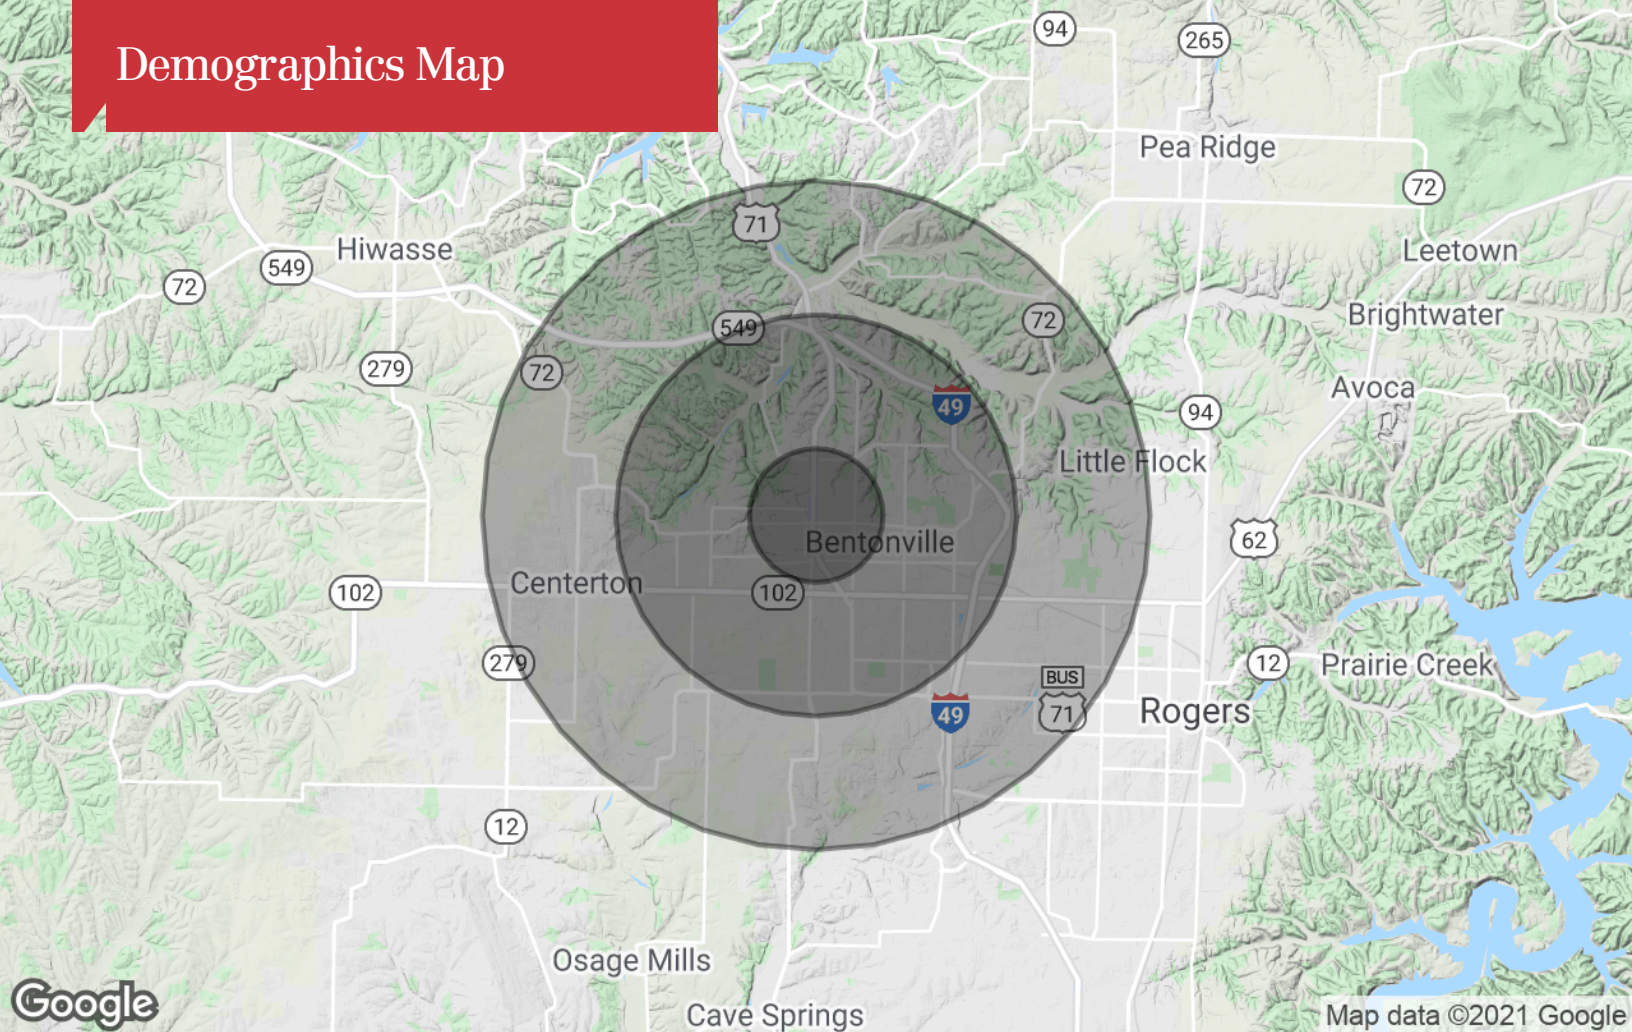 Demographics Map
94
265
Pea Ridge
72
71
Hiwasse
549
Leetown
72
Brightwater
549
72
279
72
Avoca
49
94
Little Flock
62
Bentonville
Centerton
102
102
279
12
Prairie Creek
BUS
71
49
Rogers
12
Osage Mills
Cave Springs
Google
Map data ©2021 Google